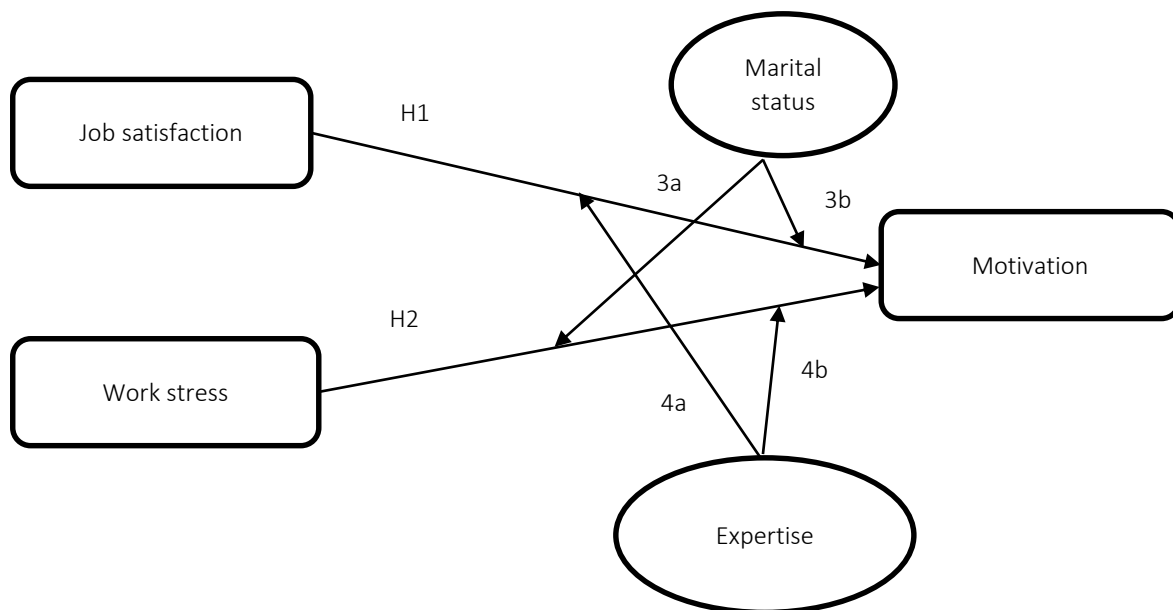 Marital
status
H1
Job satisfaction
3a
3b
Motivation
H2
4b
Work stress
4a
Expertise